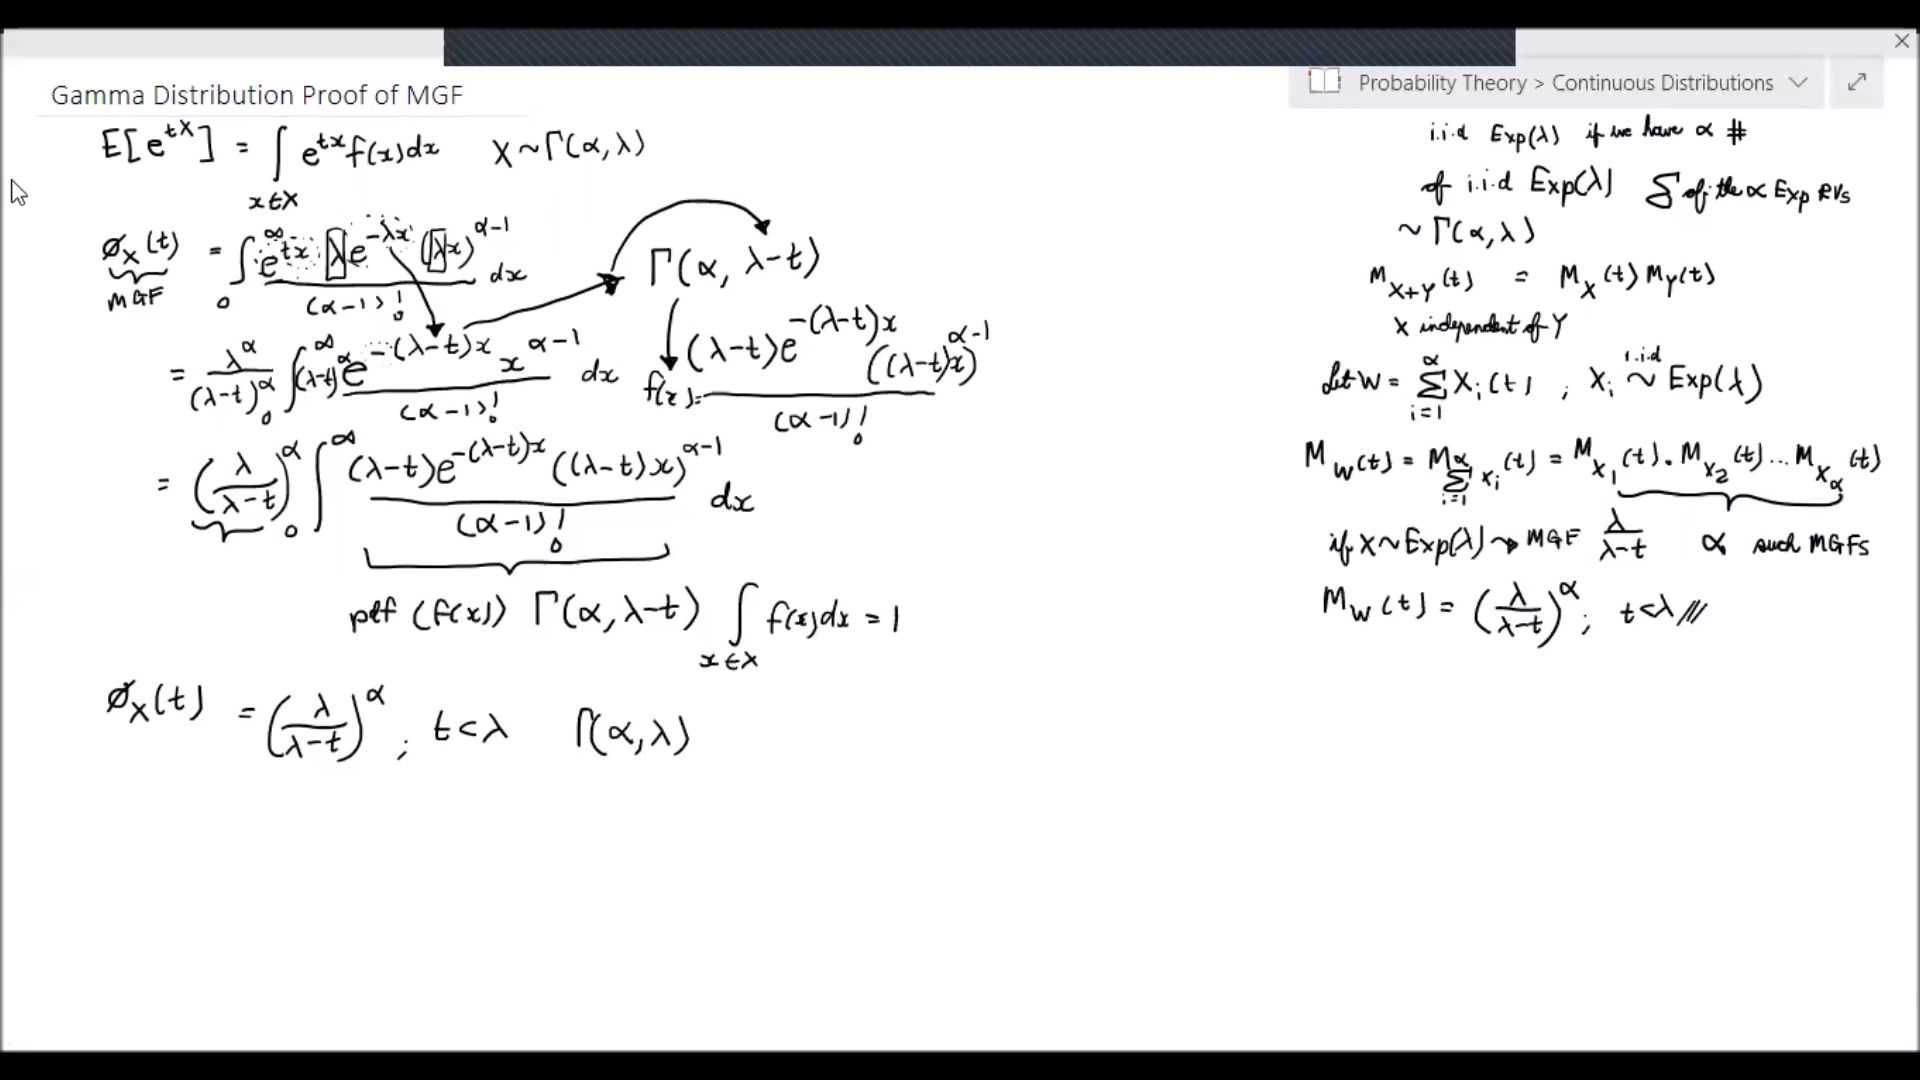 Gamma Distribution Proof of MGF
E[e^{tX}] = ∫_{x∈X} e^{tx} f(x)dx    X ~ Γ(α, λ)
ø_X(t) = ∫_0^∞ e^{tx} λe^{-λx} (λx)^{α-1} / (α-1)! dx
MGF
Γ(α, λ-t)
= λ^α / (λ-t)^α ∫_0^∞ (λ-t)^α e^{-(λ-t)x} x^{α-1} / (α-1)! dx
f(x) = (λ-t)e^{-(λ-t)x} ((λ-t)x)^{α-1} / (α-1)!
= (λ / λ-t)^α ∫_0^∞ (λ-t)e^{-(λ-t)x} ((λ-t)x)^{α-1} / (α-1)! dx
pdf (f(x)) Γ(α, λ-t)  ∫_{x∈X} f(x)dx = 1
ø_X(t) = (λ / λ-t)^α ; t<λ    Γ(α, λ)
Probability Theory > Continuous Distributions
i.i.d Exp(λ) if we have α #
of i.i.d Exp(λ) Σ of the α Exp RVs
~ Γ(α, λ)
M_{X+Y}(t) = M_X(t) M_Y(t)
X independent of Y
Let W = Σ_{i=1}^{α} X_i(t) ; X_i ~^{i.i.d} Exp(λ)
M_W(t) = M_{Σ_{i=1}^{α} X_i}(t) = M_{X_1}(t) . M_{X_2}(t) ... M_{X_α}(t)
if X~Exp(λ) → MGF λ / λ-t    α such MGFs
M_W(t) = (λ / λ-t)^α ; t<λ ///